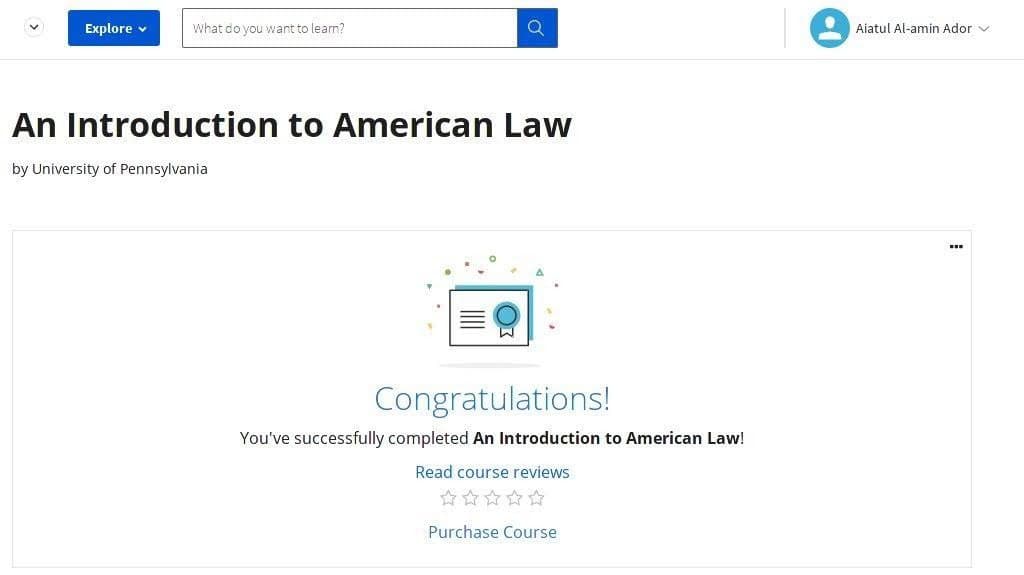 Explore
What do you want to learn?
Aiatul Al-amin Ador
An Introduction to American Law
by University of Pennsylvania
Congratulations!
You've successfully completed An Introduction to American Law!
Read course reviews
Purchase Course